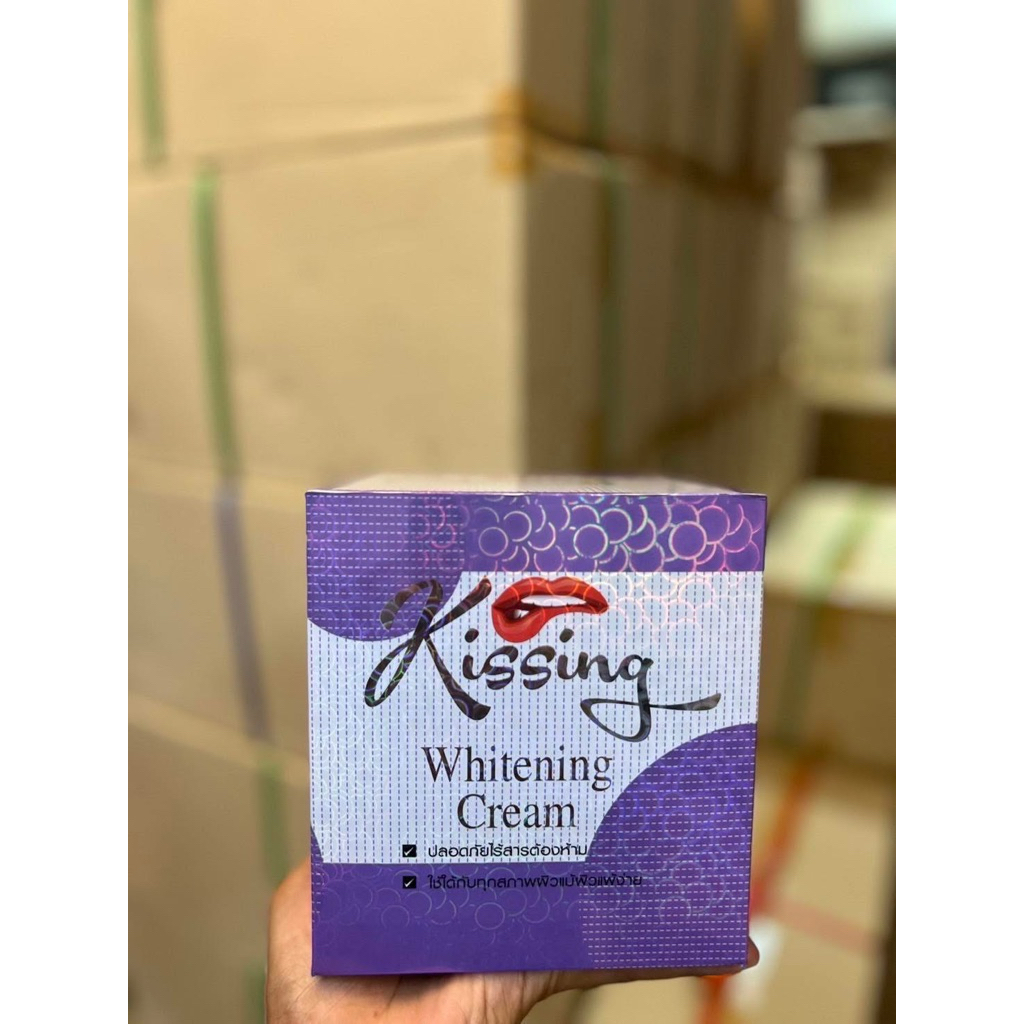 Kissing
Whitening
Cream
ปลอดภัยไร้สารต้องห้าม
ใช้ได้กับทุกสภาพผิวแม้ผิวแพ้ง่าย